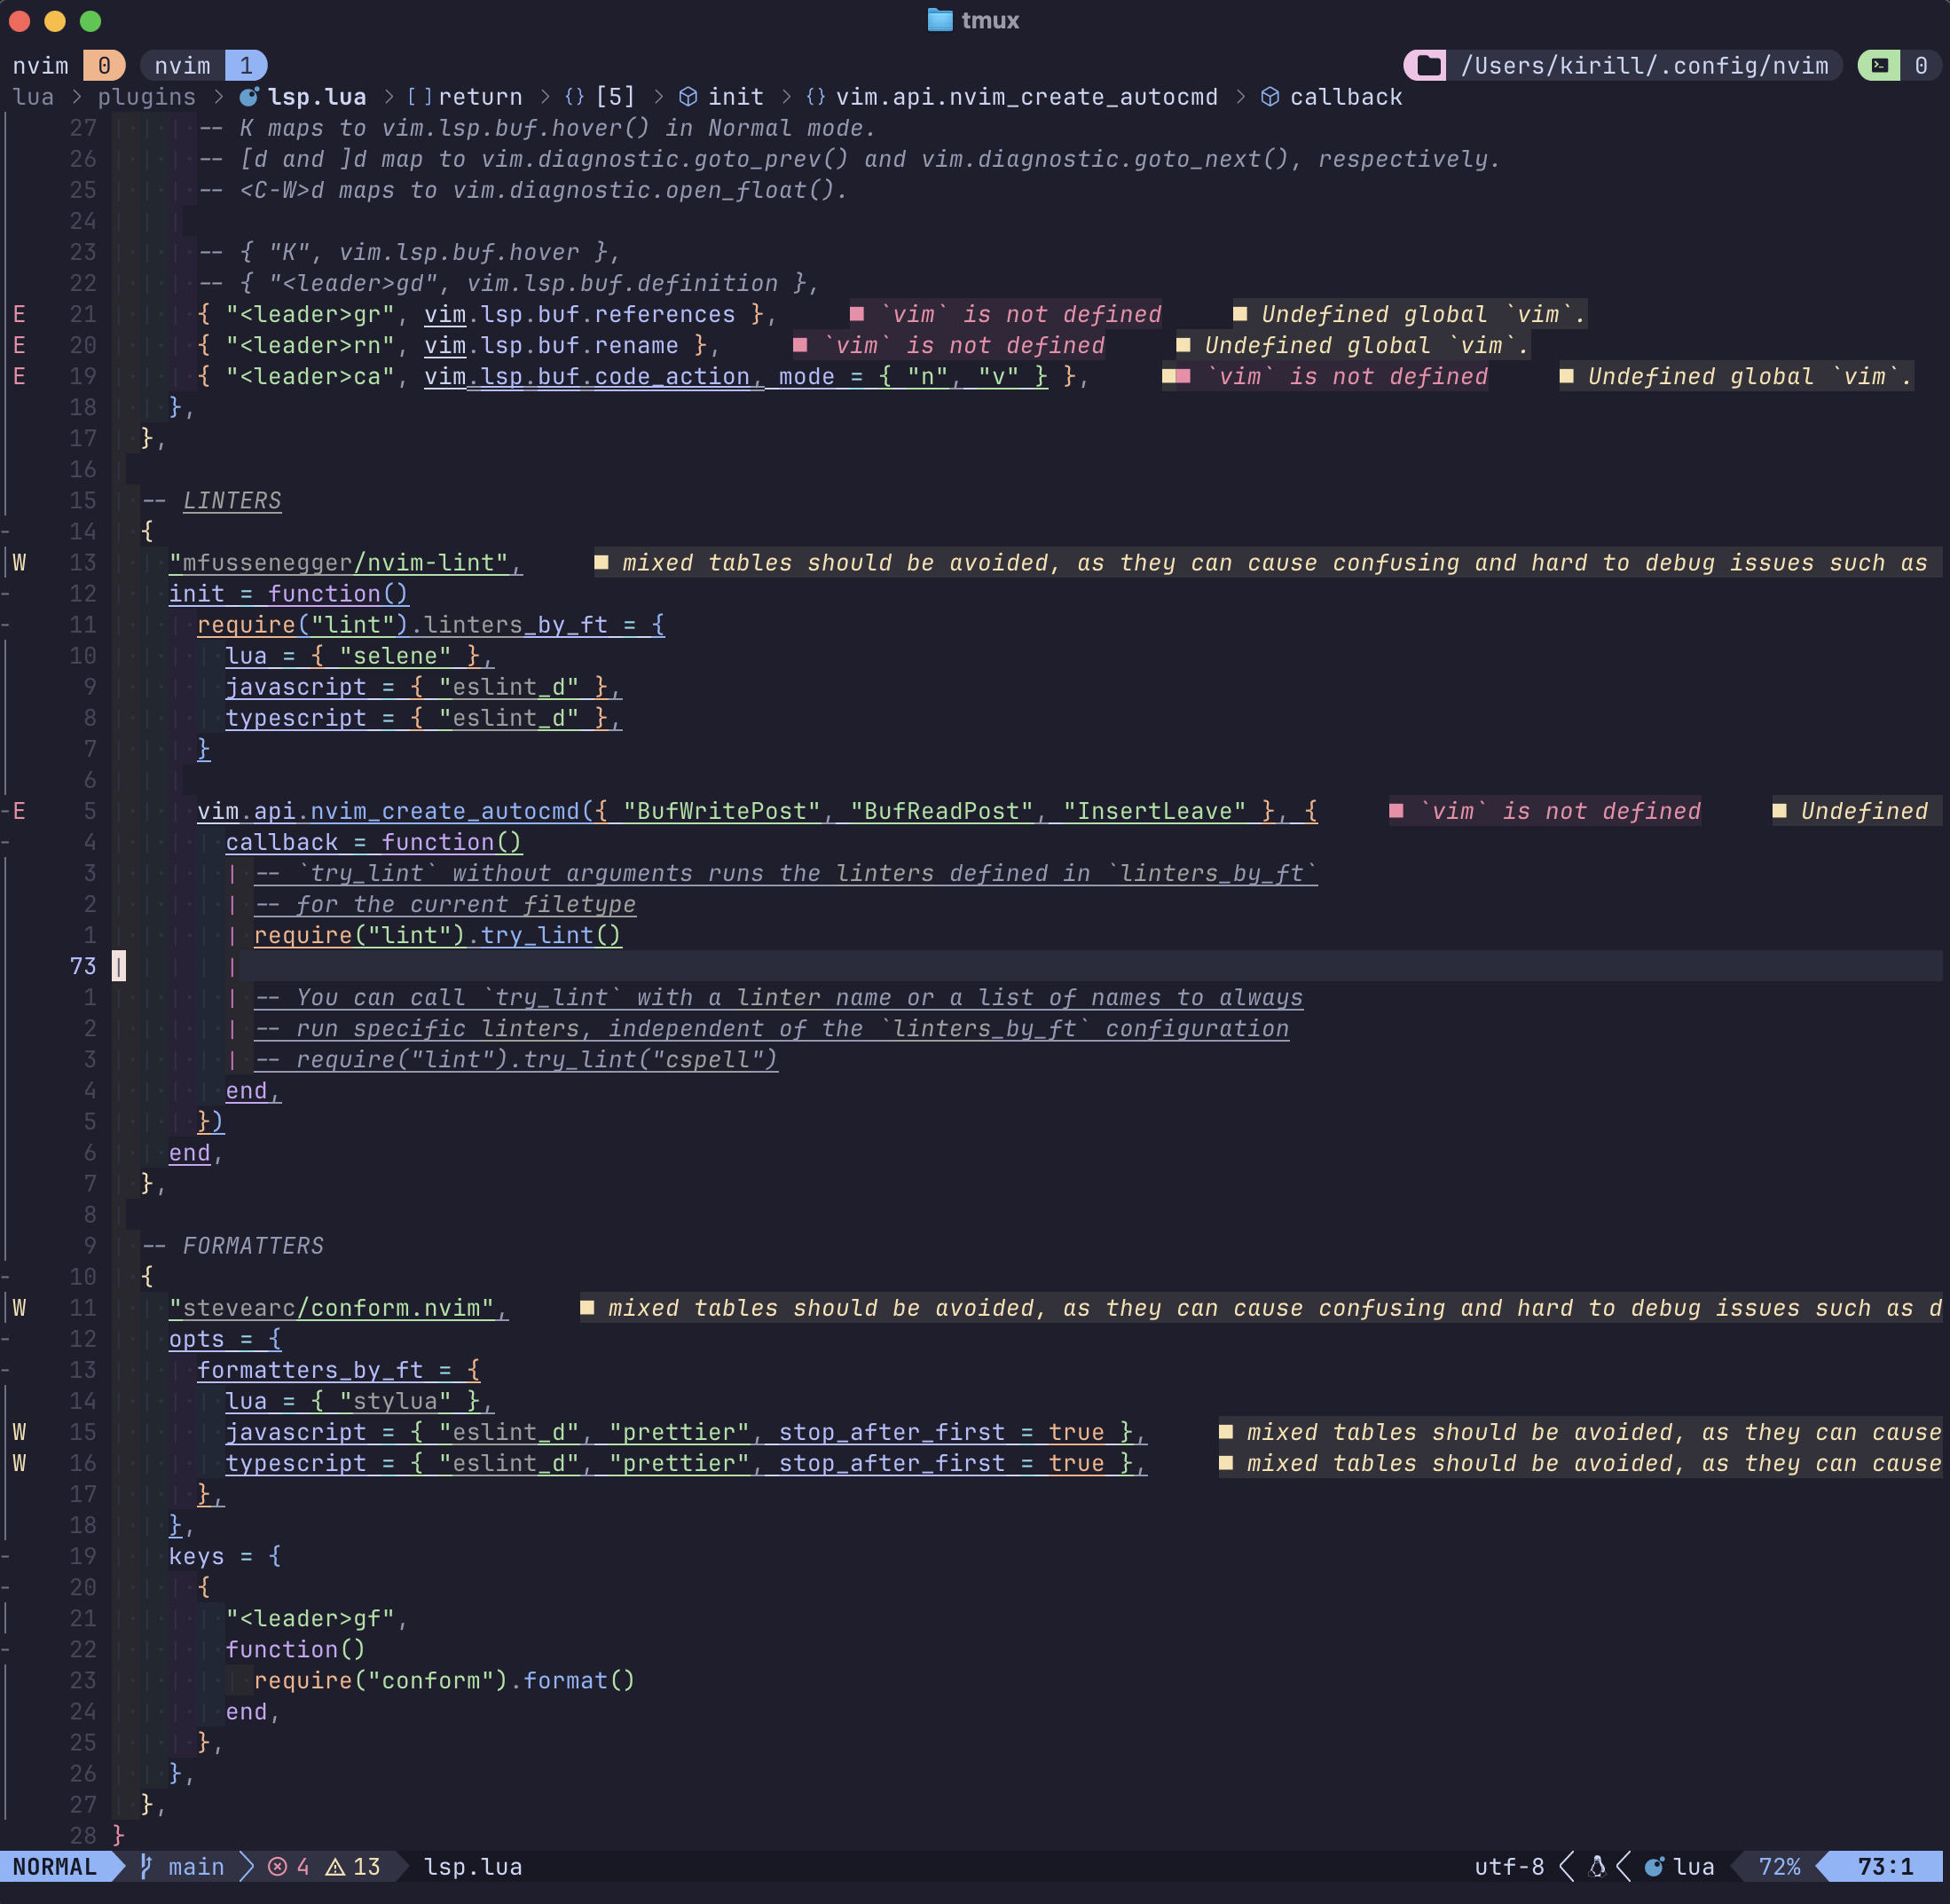 tmux
nvim 0 nvim 1 /Users/kirill/.config/nvim 0
lua > plugins > lsp.lua > []return > {} [5] > init > {} vim.api.nvim_create_autocmd > callback
27 -- K maps to vim.lsp.buf.hover() in Normal mode.
26 -- [d and ]d map to vim.diagnostic.goto_prev() and vim.diagnostic.goto_next(), respectively.
25 -- <C-W>d maps to vim.diagnostic.open_float().
24
23 -- { "K", vim.lsp.buf.hover },
22 -- { "<leader>gd", vim.lsp.buf.definition },
E 21 { "<leader>gr", vim.lsp.buf.references }, ■ `vim` is not defined ■ Undefined global `vim`.
E 20 { "<leader>rn", vim.lsp.buf.rename }, ■ `vim` is not defined ■ Undefined global `vim`.
E 19 { "<leader>ca", vim.lsp.buf.code_action, mode = { "n", "v" } }, ■■ `vim` is not defined ■ Undefined global `vim`.
18 },
17 },
16
15 -- LINTERS
14 {
W 13 "mfussenegger/nvim-lint", ■ mixed tables should be avoided, as they can cause confusing and hard to debug issues such as
12 init = function()
11 require("lint").linters_by_ft = {
10 lua = { "selene" },
9 javascript = { "eslint_d" },
8 typescript = { "eslint_d" },
7 }
6
E 5 vim.api.nvim_create_autocmd({ "BufWritePost", "BufReadPost", "InsertLeave" }, { ■ `vim` is not defined ■ Undefined
4 callback = function()
3 -- `try_lint` without arguments runs the linters defined in `linters_by_ft`
2 -- for the current filetype
1 require("lint").try_lint()
73
1 -- You can call `try_lint` with a linter name or a list of names to always
2 -- run specific linters, independent of the `linters_by_ft` configuration
3 -- require("lint").try_lint("cspell")
4 end,
5 })
6 end,
7 },
8
9 -- FORMATTERS
10 {
W 11 "stevearc/conform.nvim", ■ mixed tables should be avoided, as they can cause confusing and hard to debug issues such as d
12 opts = {
13 formatters_by_ft = {
14 lua = { "stylua" },
W 15 javascript = { "eslint_d", "prettier", stop_after_first = true }, ■ mixed tables should be avoided, as they can cause
W 16 typescript = { "eslint_d", "prettier", stop_after_first = true }, ■ mixed tables should be avoided, as they can cause
17 },
18 },
19 keys = {
20 {
21 "<leader>gf",
22 function()
23 require("conform").format()
24 end,
25 },
26 },
27 },
28 }
NORMAL main 4 13 lsp.lua utf-8 lua 72% 73:1